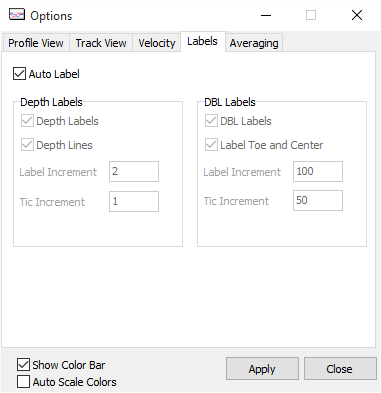 Options
Profile View Track View Velocity Labels Averaging
Auto Label
Depth Labels
Depth Labels
Depth Lines
Label Increment 2
Tic Increment 1
DBL Labels
DBL Labels
Label Toe and Center
Label Increment 100
Tic Increment 50
Show Color Bar
Auto Scale Colors
Apply Close